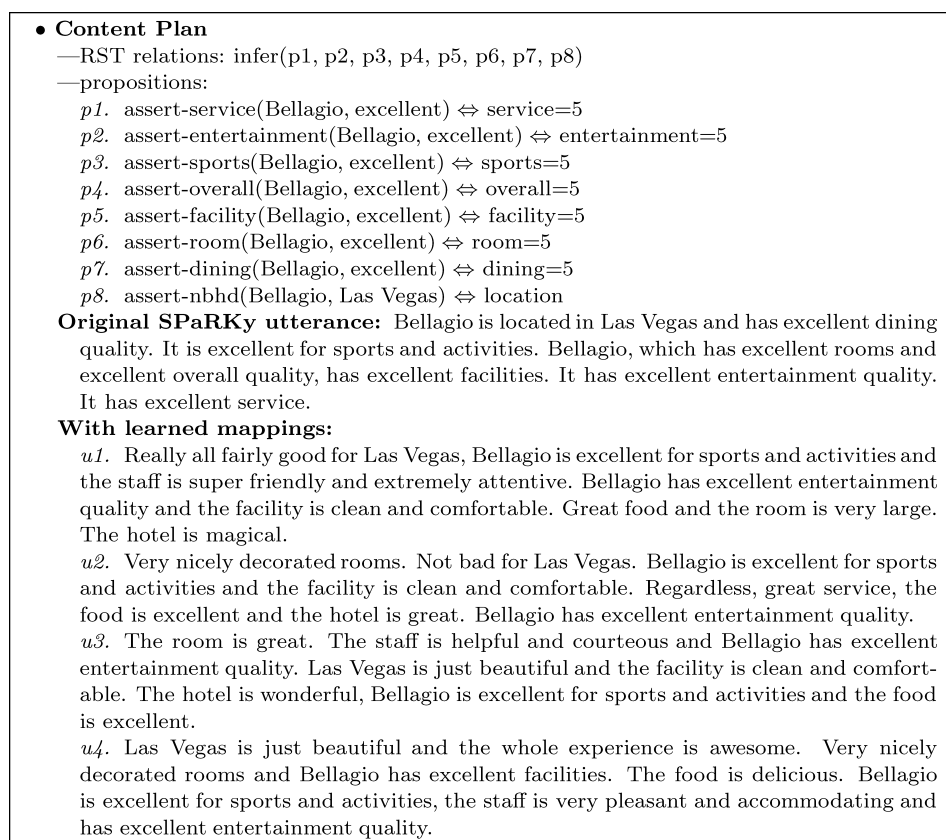 • Content Plan
—RST relations: infer(p1, p2, p3, p4, p5, p6, p7, p8)
—propositions:
p1. assert-service(Bellagio, excellent) ⇔ service=5
p2. assert-entertainment(Bellagio, excellent) ⇔ entertainment=5
p3. assert-sports(Bellagio, excellent) ⇔ sports=5
p4. assert-overall(Bellagio, excellent) ⇔ overall=5
p5. assert-facility(Bellagio, excellent) ⇔ facility=5
p6. assert-room(Bellagio, excellent) ⇔ room=5
p7. assert-dining(Bellagio, excellent) ⇔ dining=5
p8. assert-nbhd(Bellagio, Las Vegas) ⇔ location
Original SPaRKy utterance: Bellagio is located in Las Vegas and has excellent dining
quality. It is excellent for sports and activities. Bellagio, which has excellent rooms and
excellent overall quality, has excellent facilities. It has excellent entertainment quality.
It has excellent service.
With learned mappings:
u1. Really all fairly good for Las Vegas, Bellagio is excellent for sports and activities and
the staff is super friendly and extremely attentive. Bellagio has excellent entertainment
quality and the facility is clean and comfortable. Great food and the room is very large.
The hotel is magical.
u2. Very nicely decorated rooms. Not bad for Las Vegas. Bellagio is excellent for sports
and activities and the facility is clean and comfortable. Regardless, great service, the
food is excellent and the hotel is great. Bellagio has excellent entertainment quality.
u3. The room is great. The staff is helpful and courteous and Bellagio has excellent
entertainment quality. Las Vegas is just beautiful and the facility is clean and comfort-
able. The hotel is wonderful, Bellagio is excellent for sports and activities and the food
is excellent.
u4. Las Vegas is just beautiful and the whole experience is awesome. Very nicely
decorated rooms and Bellagio has excellent facilities. The food is delicious. Bellagio
is excellent for sports and activities, the staff is very pleasant and accommodating and
has excellent entertainment quality.